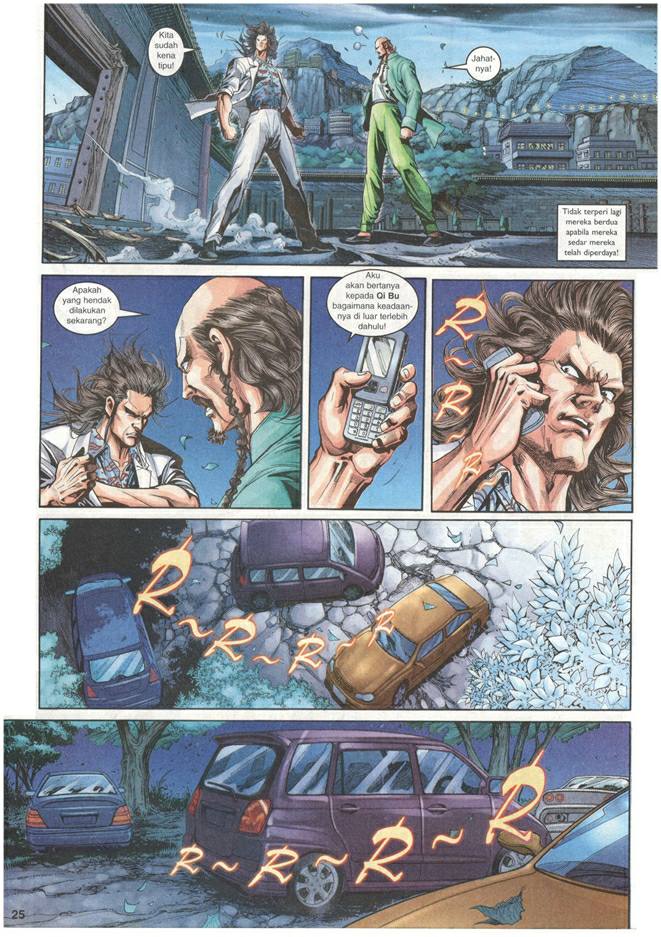 Kita
sudah
kena
tipu!
Jahat-
nya!
Tidak terperi lagi
mereka berdua
apabila mereka
sedar mereka
telah diperdaya!
Apakah
yang hendak
dilakukan
sekarang?
Aku
akan bertanya
kepada Qi Bu
bagaimana keadaan-
nya di luar terlebih
dahulu!
R~R~R~R
R~R~R~R
R~R~R~R
25